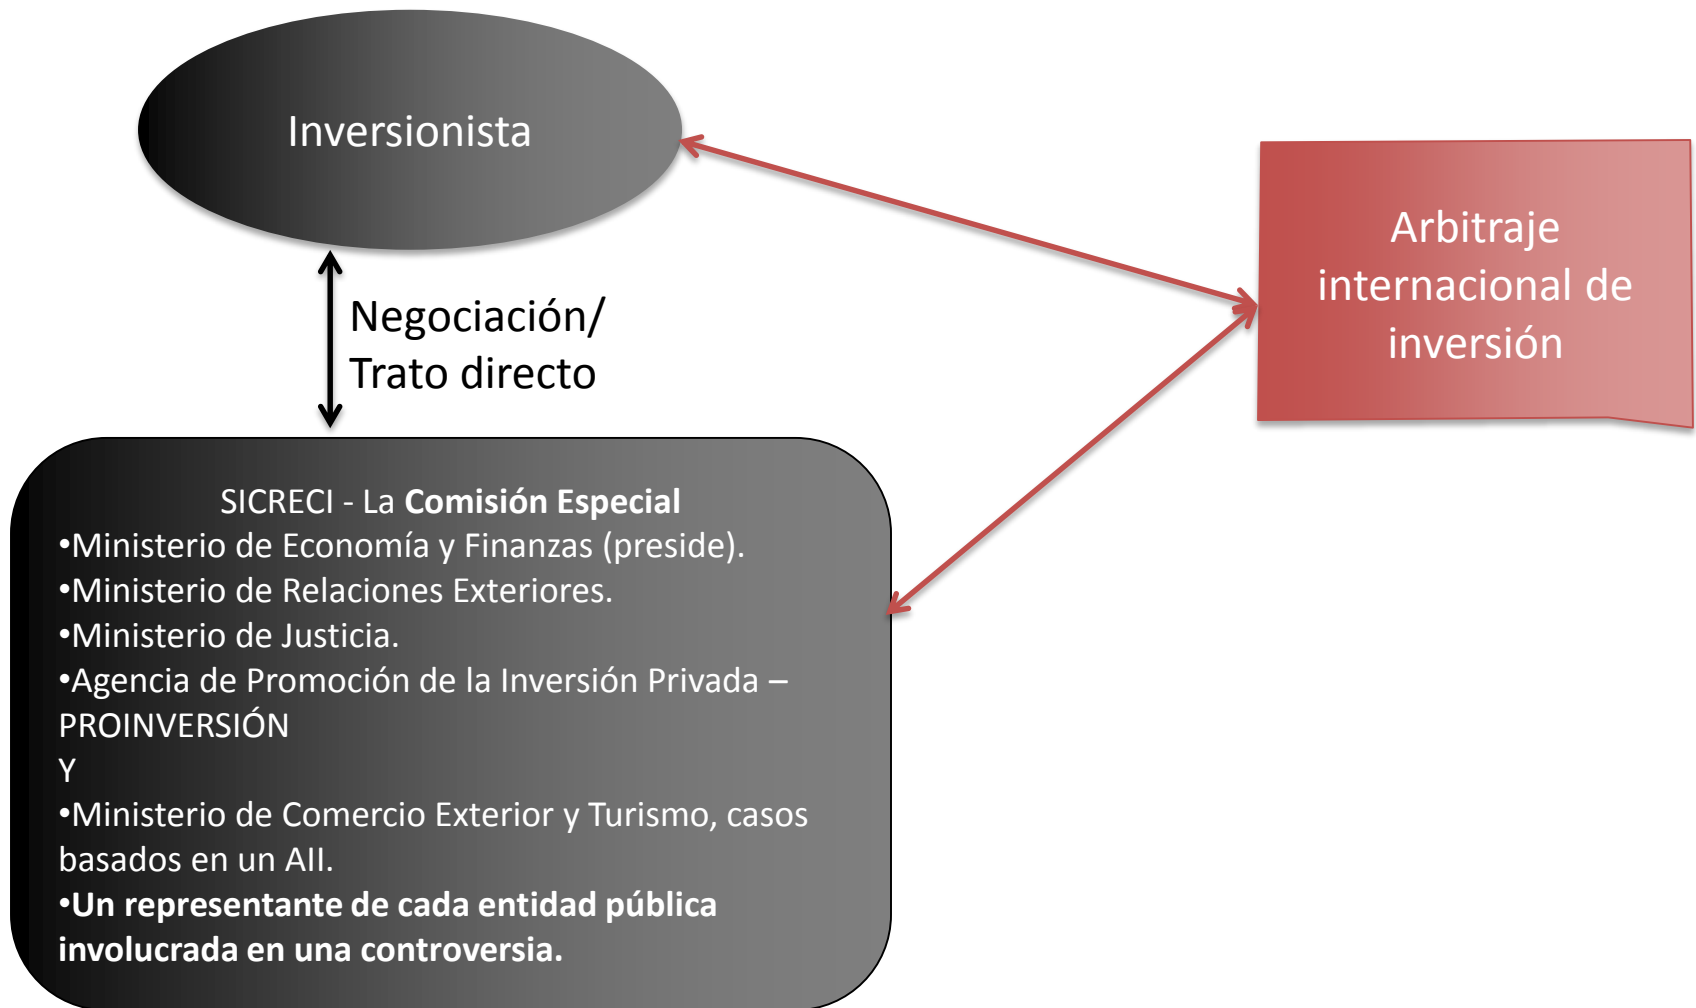 Inversionista
Arbitraje
internacional de
inversión
Negociación/
Trato directo
SICRECI - La Comisión Especial
•Ministerio de Economía y Finanzas (preside).
•Ministerio de Relaciones Exteriores.
•Ministerio de Justicia.
•Agencia de Promoción de la Inversión Privada –
PROINVERSIÓN
Y
•Ministerio de Comercio Exterior y Turismo, casos
basados en un AII.
•Un representante de cada entidad pública
involucrada en una controversia.